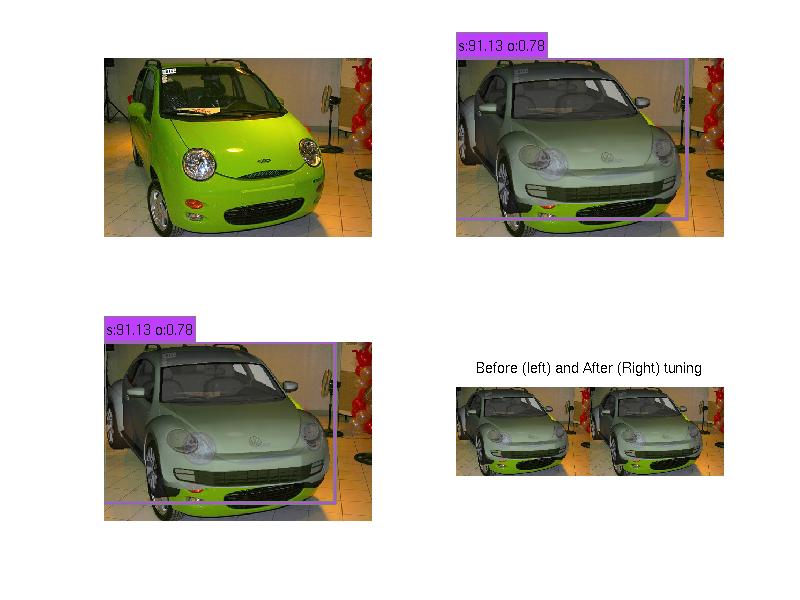 s:91.13 o:0.78
s:91.13 o:0.78
Before (left) and After (Right) tuning